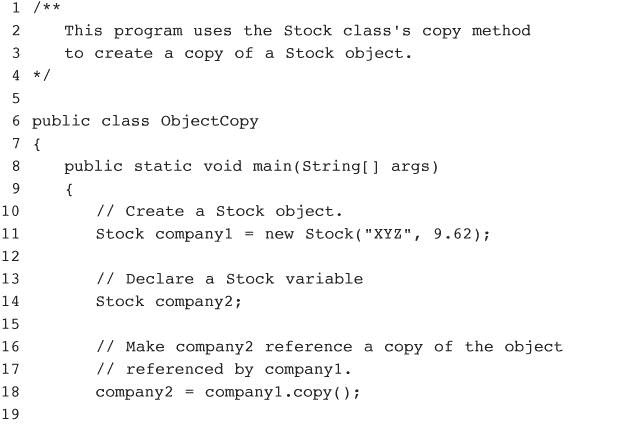 1 /**
2    This program uses the Stock class's copy method
3    to create a copy of a Stock object.
4 */
5
6 public class ObjectCopy
7 {
8    public static void main(String[] args)
9    {
10       // Create a Stock object.
11       Stock company1 = new Stock("XYZ", 9.62);
12
13       // Declare a Stock variable
14       Stock company2;
15
16       // Make company2 reference a copy of the object
17       // referenced by company1.
18       company2 = company1.copy();
19